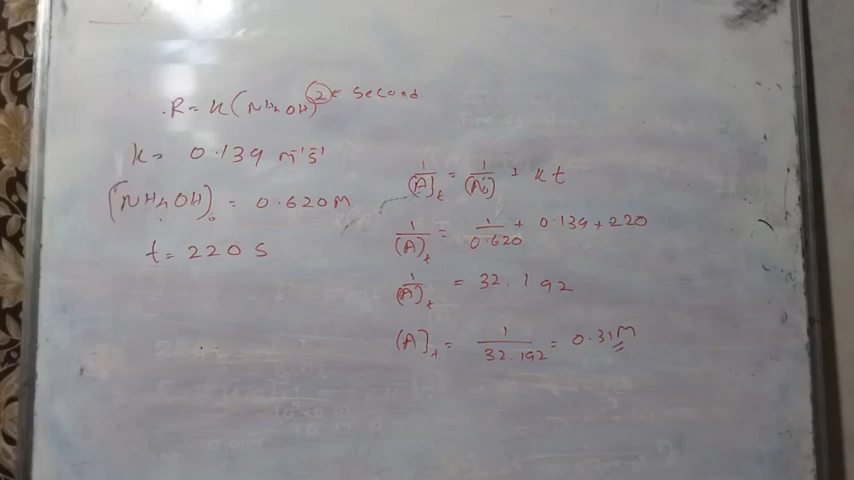 R = K(NH4OH)² ← second
K = 0.139 m⁻¹s⁻¹
(NH4OH)₀ = 0.620M
t = 220 S
1/[A]t = 1/[A₀] + Kt
1/(A)t = 1/0.620 + 0.139 + 220
1/(A)t = 32.192
(A]t = 1/32.192 = 0.31M